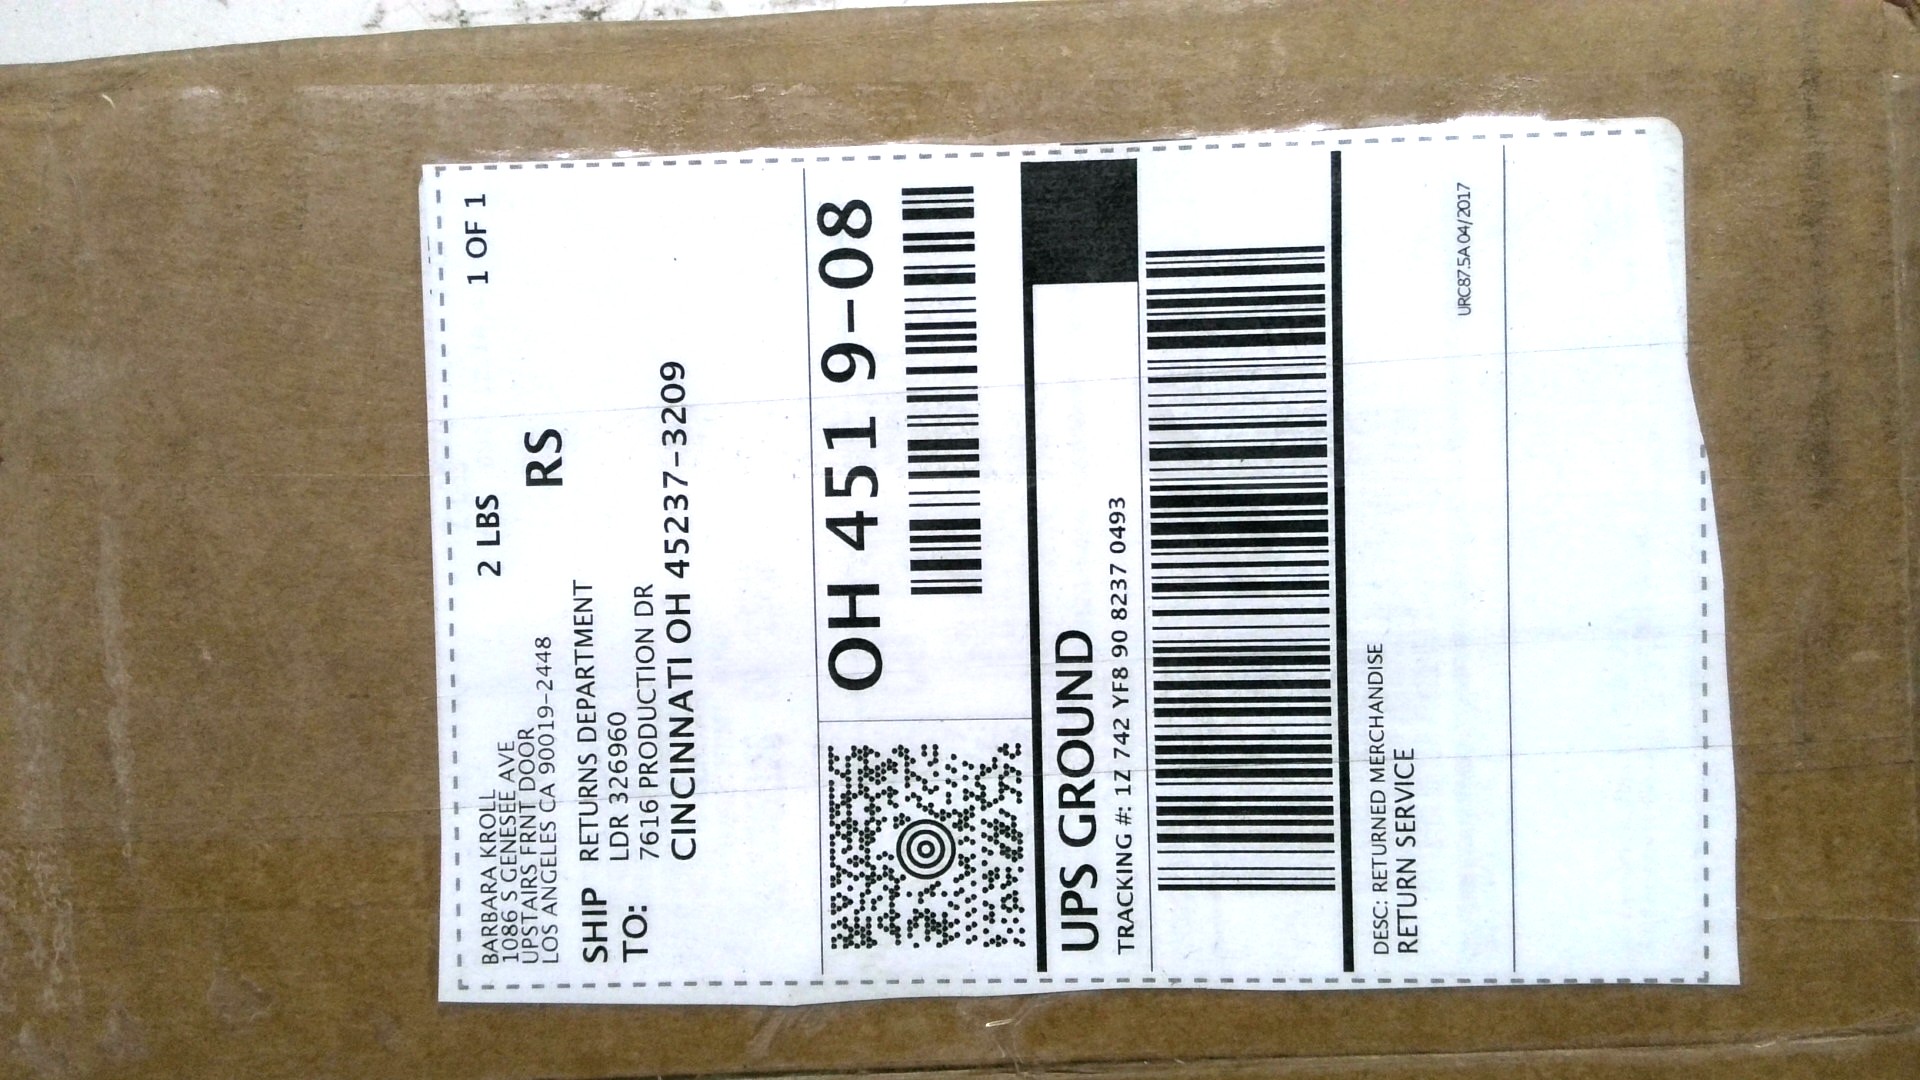 BARBARA KROLL
1086 S GENESEE AVE
UPSTAIRS FRNT DOOR
LOS ANGELES CA 90019-2448
2 LBS
1 OF 1
RS
SHIP
TO:
RETURNS DEPARTMENT
LDR 326960
7616 PRODUCTION DR
CINCINNATI OH 45237-3209
OH 451 9-08
UPS GROUND
TRACKING #: 1Z 742 YF8 90 8237 0493
DESC: RETURNED MERCHANDISE
RETURN SERVICE
URC87.5A 04/2017